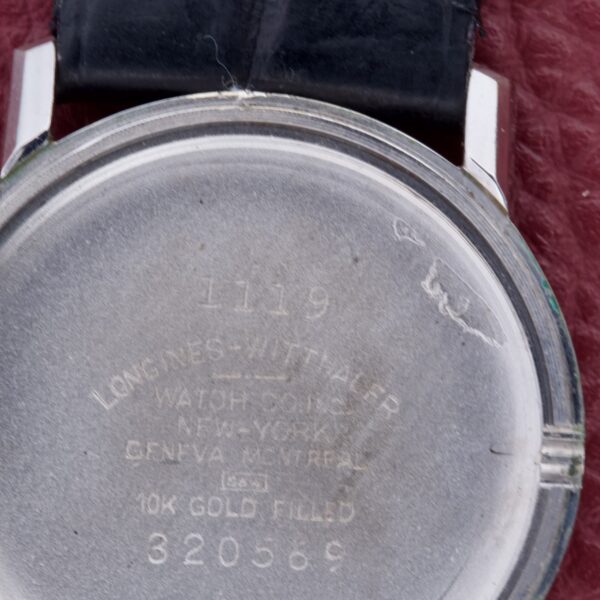 1119
LONGINES-WITTNAUER
WATCH CO. INC.
NEW-YORK
GENEVA MONTREAL
10K GOLD FILLED
320569